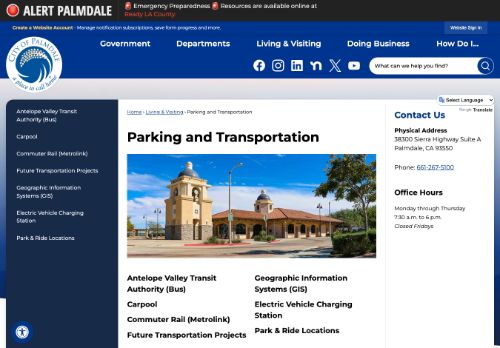 ALERT PALMDALE
🚨 Emergency Preparedness 🚨 Resources are available online at
Ready LA County.
Create a Website Account - Manage notification subscriptions, save form progress and more.
Website Sign In
CITY OF PALMDALE
a place to call home
Government
Departments
Living & Visiting
Doing Business
How Do I...
What can we help you find?
Select Language
Google Translate
Antelope Valley Transit
Authority (Bus)
Carpool
Commuter Rail (Metrolink)
Future Transportation Projects
Geographic Information
Systems (GIS)
Electric Vehicle Charging
Station
Park & Ride Locations
Home › Living & Visiting › Parking and Transportation
Parking and Transportation
Antelope Valley Transit
Authority (Bus)
Carpool
Commuter Rail (Metrolink)
Future Transportation Projects
Geographic Information
Systems (GIS)
Electric Vehicle Charging
Station
Park & Ride Locations
Contact Us
Physical Address
38300 Sierra Highway Suite A
Palmdale, CA 93550
Phone: 661-267-5100
Office Hours
Monday through Thursday
7:30 a.m. to 6 p.m.
Closed Fridays